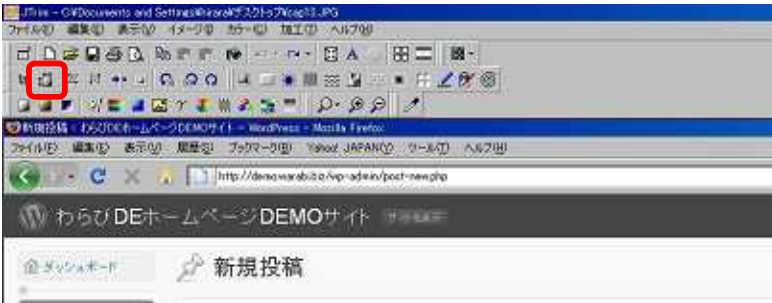 JTrim - C:\Documents and Settings\hikaral\デスクトップ\cap13.JPG
ファイル(F) 編集(E) 表示(V) イメージ(I) カラー(C) 加工(T) ヘルプ(H)
新規投稿 ‹ わらびDEホームページDEMOサイト — WordPress - Mozilla Firefox
ファイル(F) 編集(E) 表示(V) 履歴(S) ブックマーク(B) Yahoo! JAPAN(Y) ツール(T) ヘルプ(H)
http://demo.warabi.biz/wp-admin/post-new.php
わらびDEホームページDEMOサイト
ダッシュボード
新規投稿